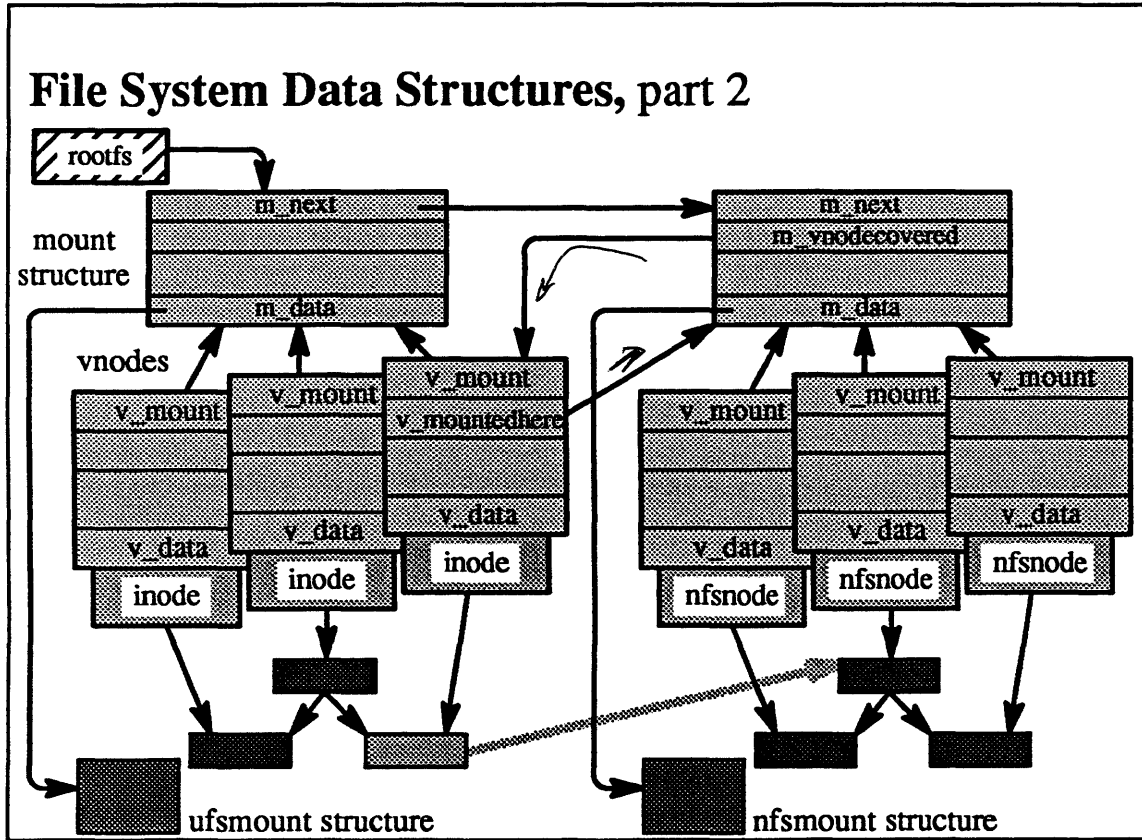 File System Data Structures, part 2
rootfs
mount
structure
m_next
m_data
m_next
m_vnodecovered
m_data
vnodes
v_mount
v_data
inode
v_mount
v_data
inode
v_mount
v_mountedhere
v_data
inode
v_mount
v_data
nfsnode
v_mount
v_data
nfsnode
v_mount
v_data
nfsnode
ufsmount structure
nfsmount structure